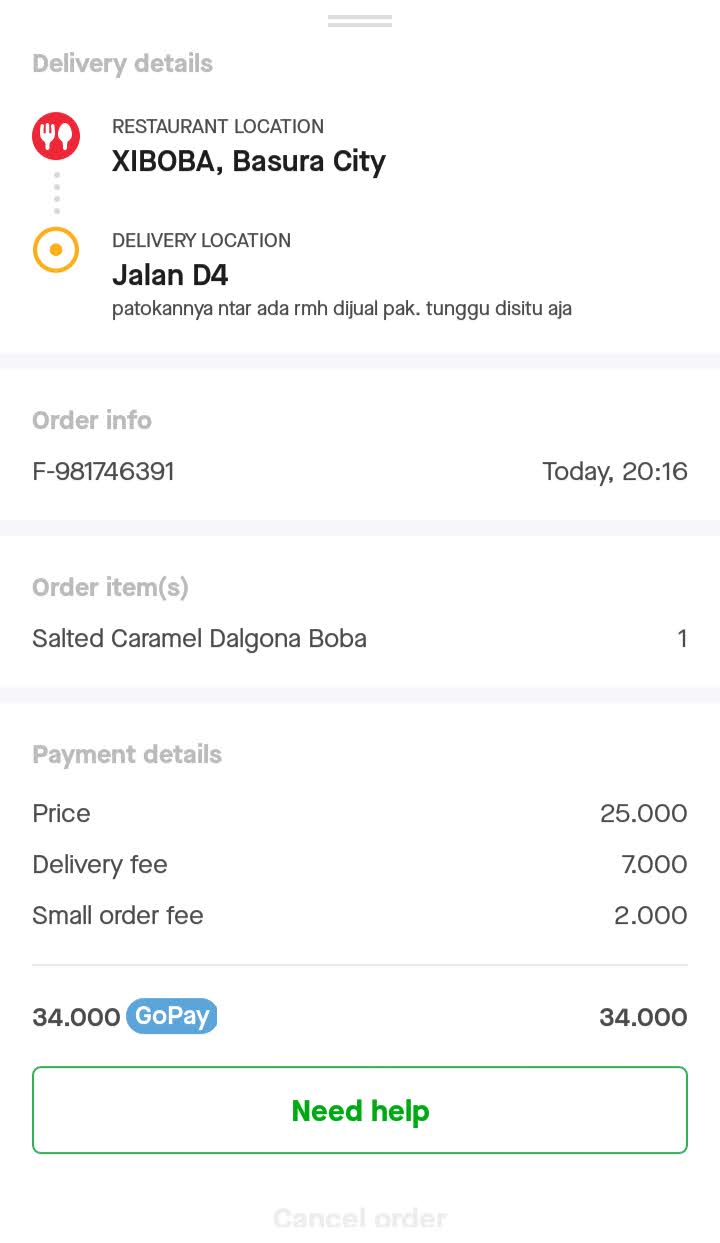 Delivery details
RESTAURANT LOCATION
XIBOBA, Basura City
DELIVERY LOCATION
Jalan D4
patokannya ntar ada rmh dijual pak. tunggu disitu aja
Order info
F-981746391 Today, 20:16
Order item(s)
Salted Caramel Dalgona Boba 1
Payment details
Price 25.000
Delivery fee 7.000
Small order fee 2.000
34.000 GoPay 34.000
Need help
Cancel order